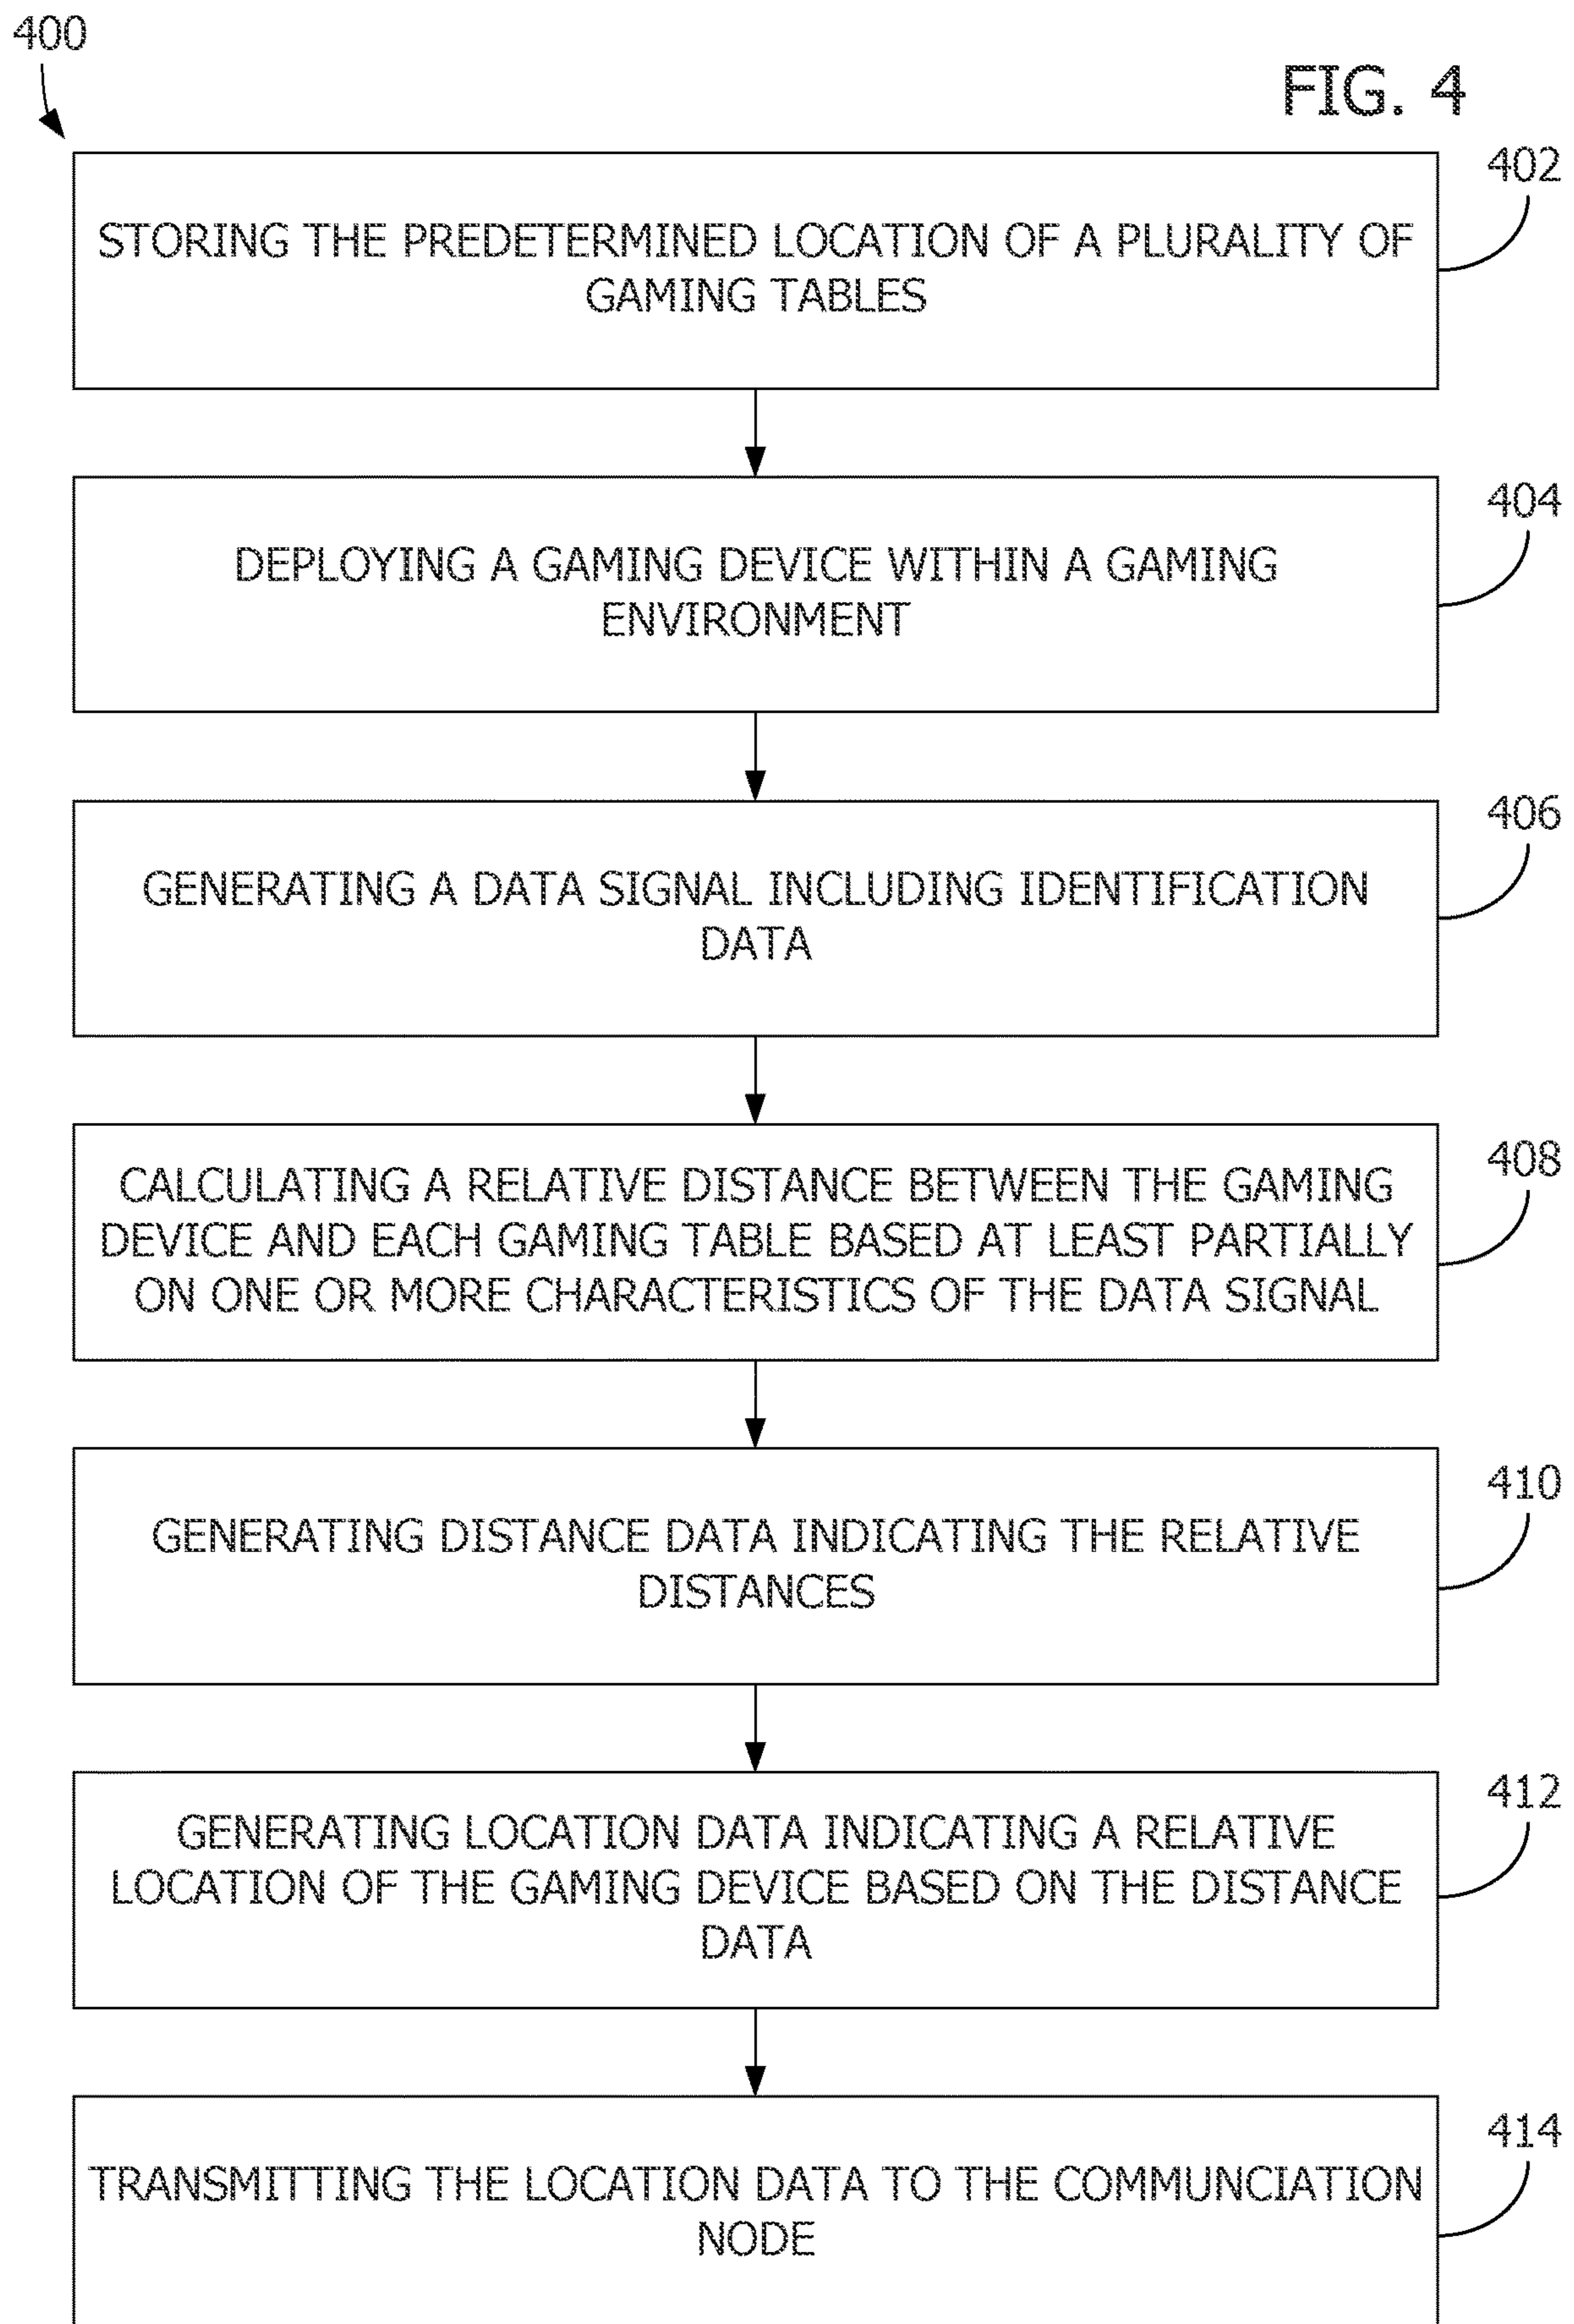 400
FIG. 4
402
STORING THE PREDETERMINED LOCATION OF A PLURALITY OF
GAMING TABLES
404
DEPLOYING A GAMING DEVICE WITHIN A GAMING
ENVIRONMENT
406
GENERATING A DATA SIGNAL INCLUDING IDENTIFICATION
DATA
408
CALCULATING A RELATIVE DISTANCE BETWEEN THE GAMING
DEVICE AND EACH GAMING TABLE BASED AT LEAST PARTIALLY
ON ONE OR MORE CHARACTERISTICS OF THE DATA SIGNAL
410
GENERATING DISTANCE DATA INDICATING THE RELATIVE
DISTANCES
412
GENERATING LOCATION DATA INDICATING A RELATIVE
LOCATION OF THE GAMING DEVICE BASED ON THE DISTANCE
DATA
414
TRANSMITTING THE LOCATION DATA TO THE COMMUNCIATION
NODE